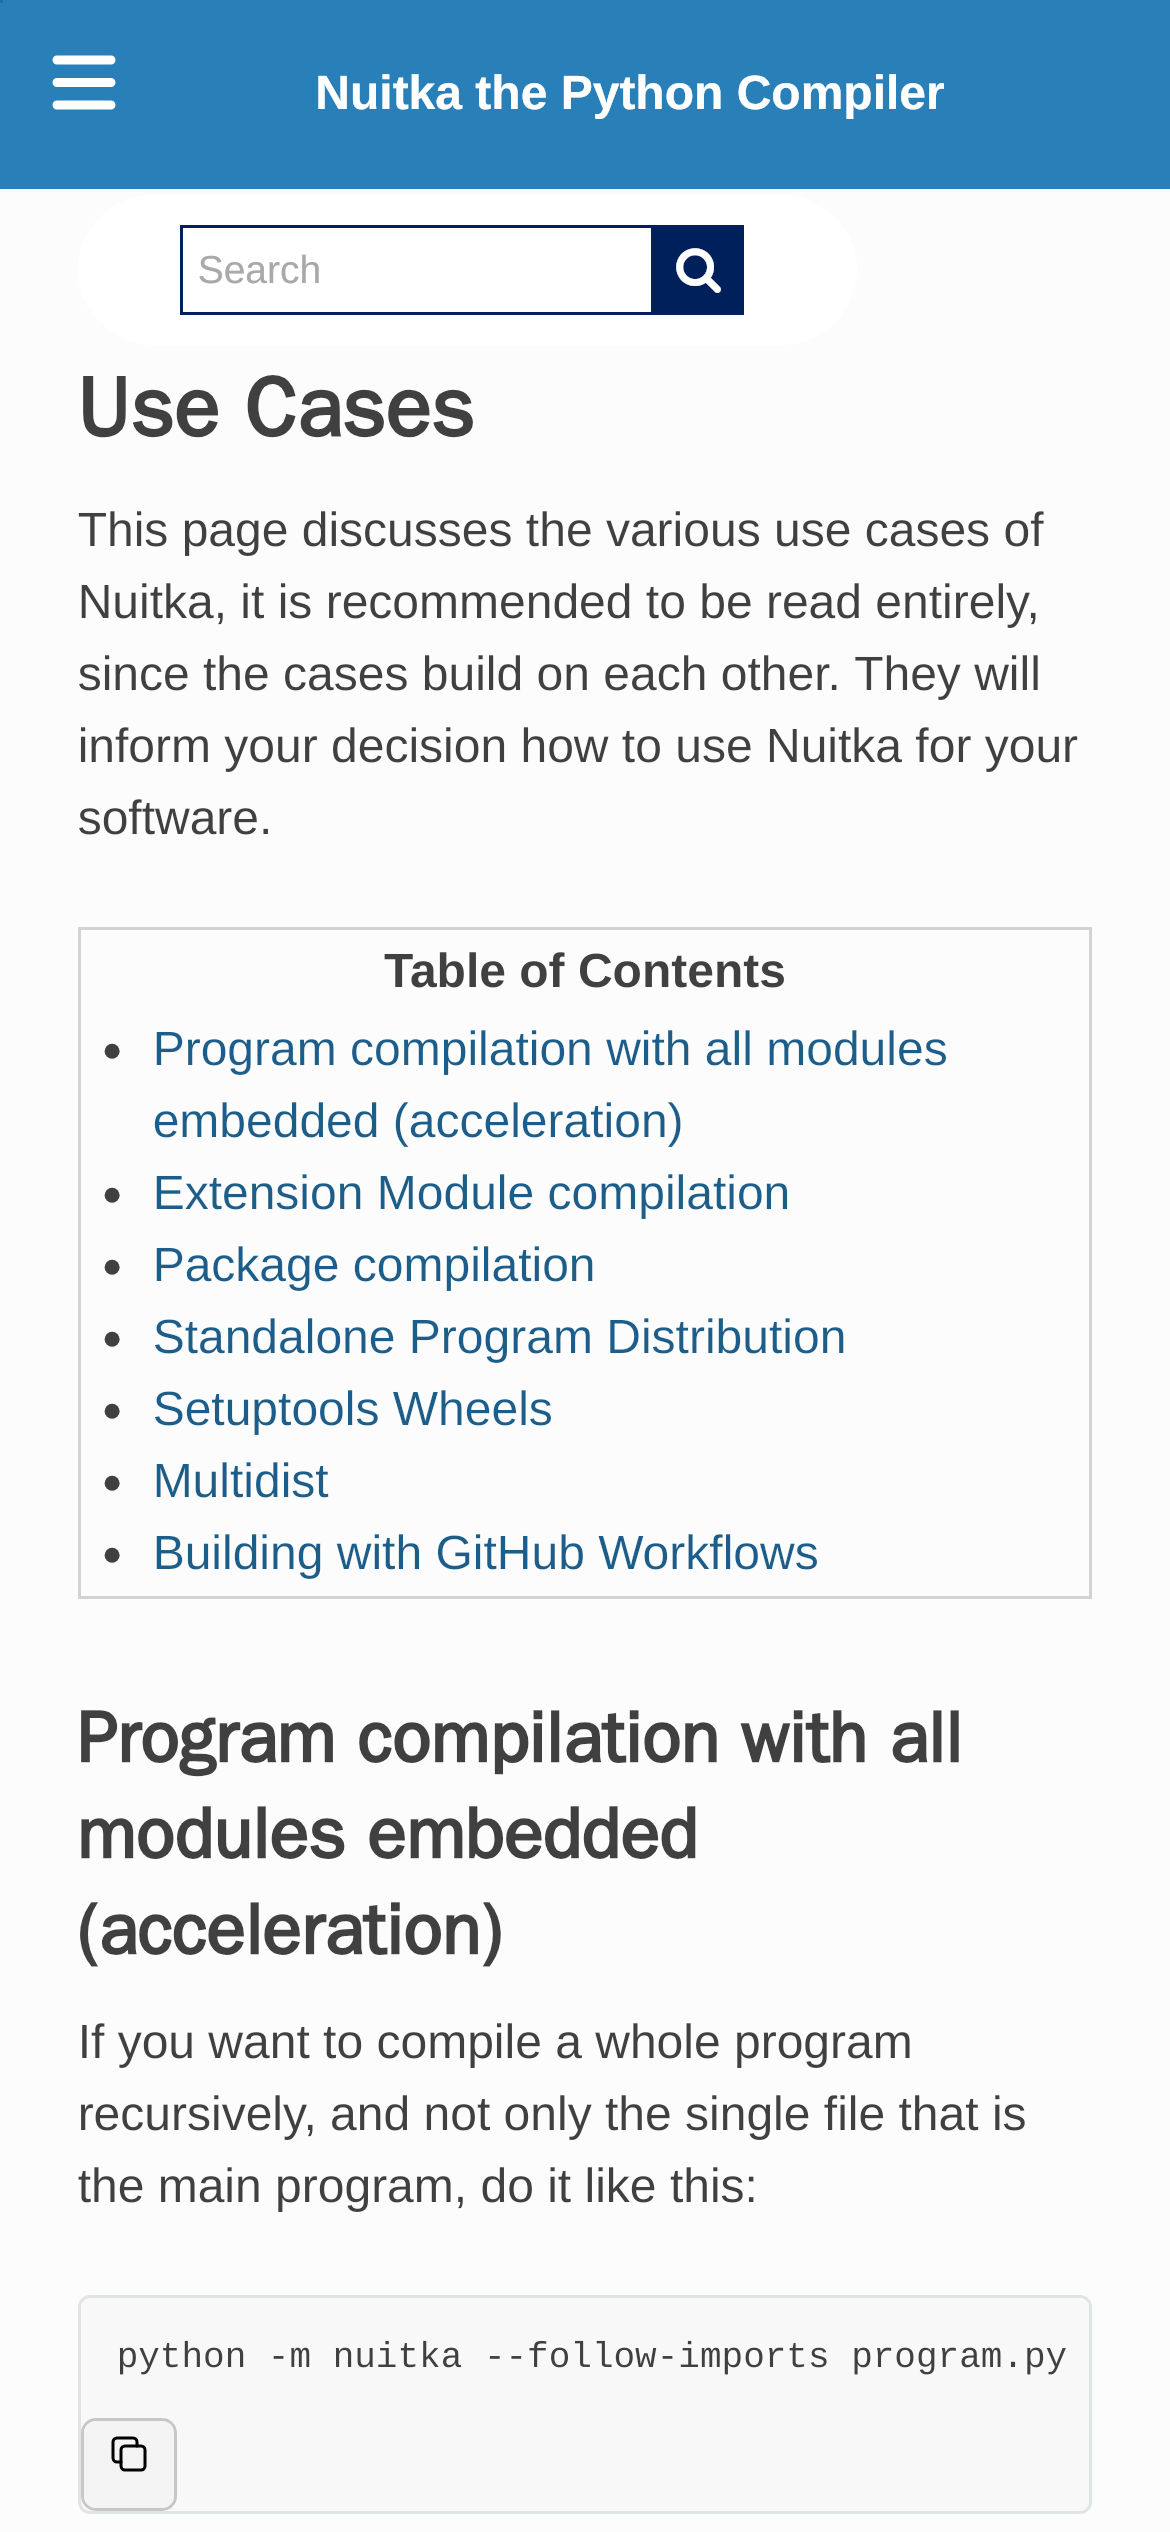 Nuitka the Python Compiler
Search
Use Cases
This page discusses the various use cases of
Nuitka, it is recommended to be read entirely,
since the cases build on each other. They will
inform your decision how to use Nuitka for your
software.
Table of Contents
• Program compilation with all modules
embedded (acceleration)
• Extension Module compilation
• Package compilation
• Standalone Program Distribution
• Setuptools Wheels
• Multidist
• Building with GitHub Workflows
Program compilation with all
modules embedded
(acceleration)
If you want to compile a whole program
recursively, and not only the single file that is
the main program, do it like this:
python -m nuitka --follow-imports program.py